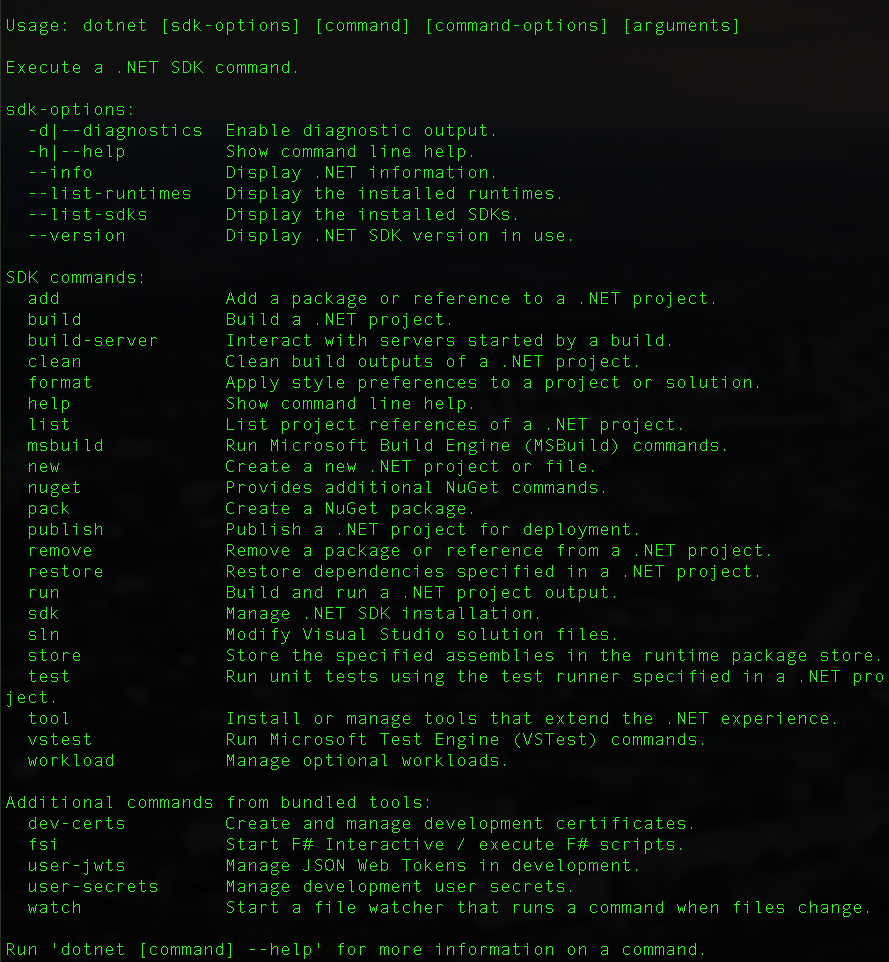 Usage: dotnet [sdk-options] [command] [command-options] [arguments]
Execute a .NET SDK command.
sdk-options:
  -d|--diagnostics  Enable diagnostic output.
  -h|--help         Show command line help.
  --info            Display .NET information.
  --list-runtimes   Display the installed runtimes.
  --list-sdks       Display the installed SDKs.
  --version         Display .NET SDK version in use.
SDK commands:
  add               Add a package or reference to a .NET project.
  build             Build a .NET project.
  build-server      Interact with servers started by a build.
  clean             Clean build outputs of a .NET project.
  format            Apply style preferences to a project or solution.
  help              Show command line help.
  list              List project references of a .NET project.
  msbuild           Run Microsoft Build Engine (MSBuild) commands.
  new               Create a new .NET project or file.
  nuget             Provides additional NuGet commands.
  pack              Create a NuGet package.
  publish           Publish a .NET project for deployment.
  remove            Remove a package or reference from a .NET project.
  restore           Restore dependencies specified in a .NET project.
  run               Build and run a .NET project output.
  sdk               Manage .NET SDK installation.
  sln               Modify Visual Studio solution files.
  store             Store the specified assemblies in the runtime package store.
  test              Run unit tests using the test runner specified in a .NET pro
ject.
  tool              Install or manage tools that extend the .NET experience.
  vstest            Run Microsoft Test Engine (VSTest) commands.
  workload          Manage optional workloads.
Additional commands from bundled tools:
  dev-certs         Create and manage development certificates.
  fsi               Start F# Interactive / execute F# scripts.
  user-jwts         Manage JSON Web Tokens in development.
  user-secrets      Manage development user secrets.
  watch             Start a file watcher that runs a command when files change.
Run 'dotnet [command] --help' for more information on a command.